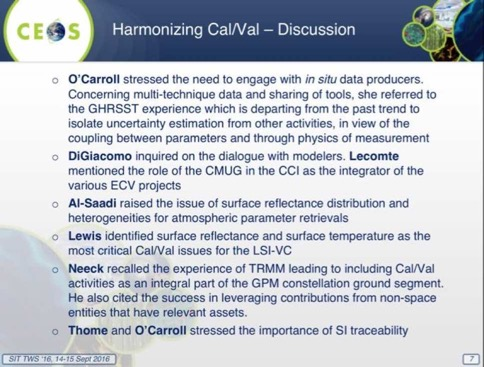 CEOS
Harmonizing Cal/Val – Discussion
o O'Carroll stressed the need to engage with in situ data producers.
Concerning multi-technique data and sharing of tools, she referred to
the GHRSST experience which is departing from the past trend to
isolate uncertainty estimation from other activities, in view of the
coupling between parameters and through physics of measurement
o DiGiacomo inquired on the dialogue with modelers. Lecomte
mentioned the role of the CMUG in the CCI as the integrator of the
various ECV projects
o Al-Saadi raised the issue of surface reflectance distribution and
heterogeneities for atmospheric parameter retrievals
o Lewis identified surface reflectance and surface temperature as the
most critical Cal/Val issues for the LSI-VC
o Neeck recalled the experience of TRMM leading to including Cal/Val
activities as an integral part of the GPM constellation ground segment.
He also cited the success in leveraging contributions from non-space
entities that have relevant assets.
o Thome and O'Carroll stressed the importance of SI traceability
SIT TWS '16, 14-15 Sept 2016
7